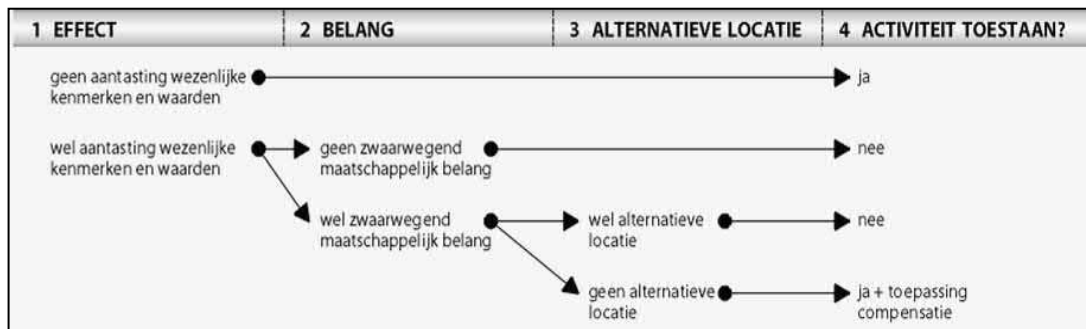 1 EFFECT
2 BELANG
3 ALTERNATIEVE LOCATIE
4 ACTIVITEIT TOESTAAN?
geen aantasting wezenlijke
kenmerken en waarden
ja
wel aantasting wezenlijke
kenmerken en waarden
geen zwaarwegend
maatschappelijk belang
nee
wel zwaarwegend
maatschappelijk belang
wel alternatieve
locatie
nee
geen alternatieve
locatie
ja + toepassing
compensatie